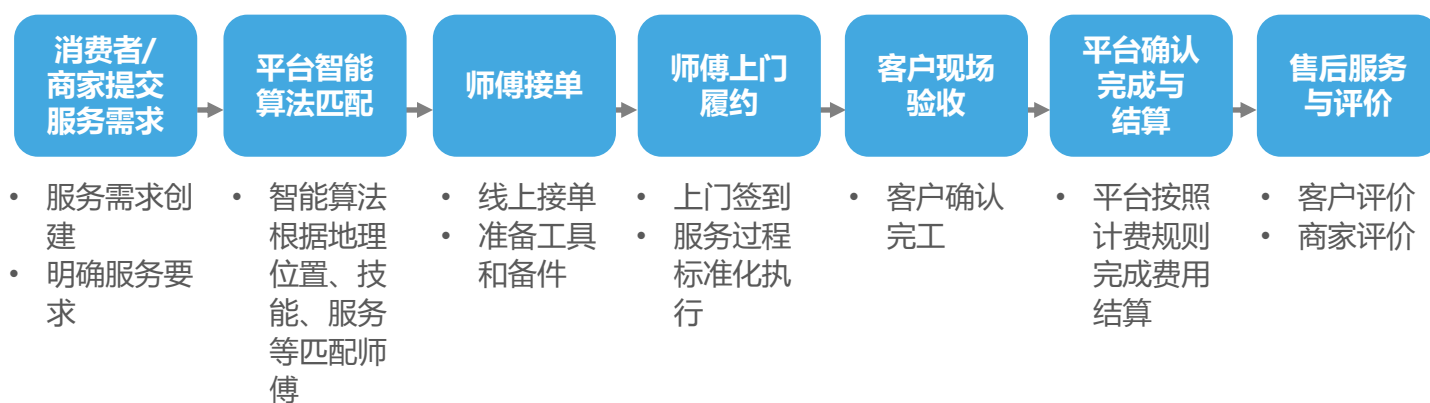 消费者/
商家提交
服务需求
平台智能
算法匹配
师傅接单
师傅上门
履约
客户现场
验收
平台确认
完成与
结算
售后服务
与评价
• 服务需求创
建
• 明确服务要
求
• 智能算法
根据地理
位置、技
能、服务
等匹配师
傅
• 线上接单
• 准备工具
和备件
• 上门签到
• 服务过程
标准化执
行
• 客户确认
完工
• 平台按照
计费规则
完成费用
结算
• 客户评价
• 商家评价